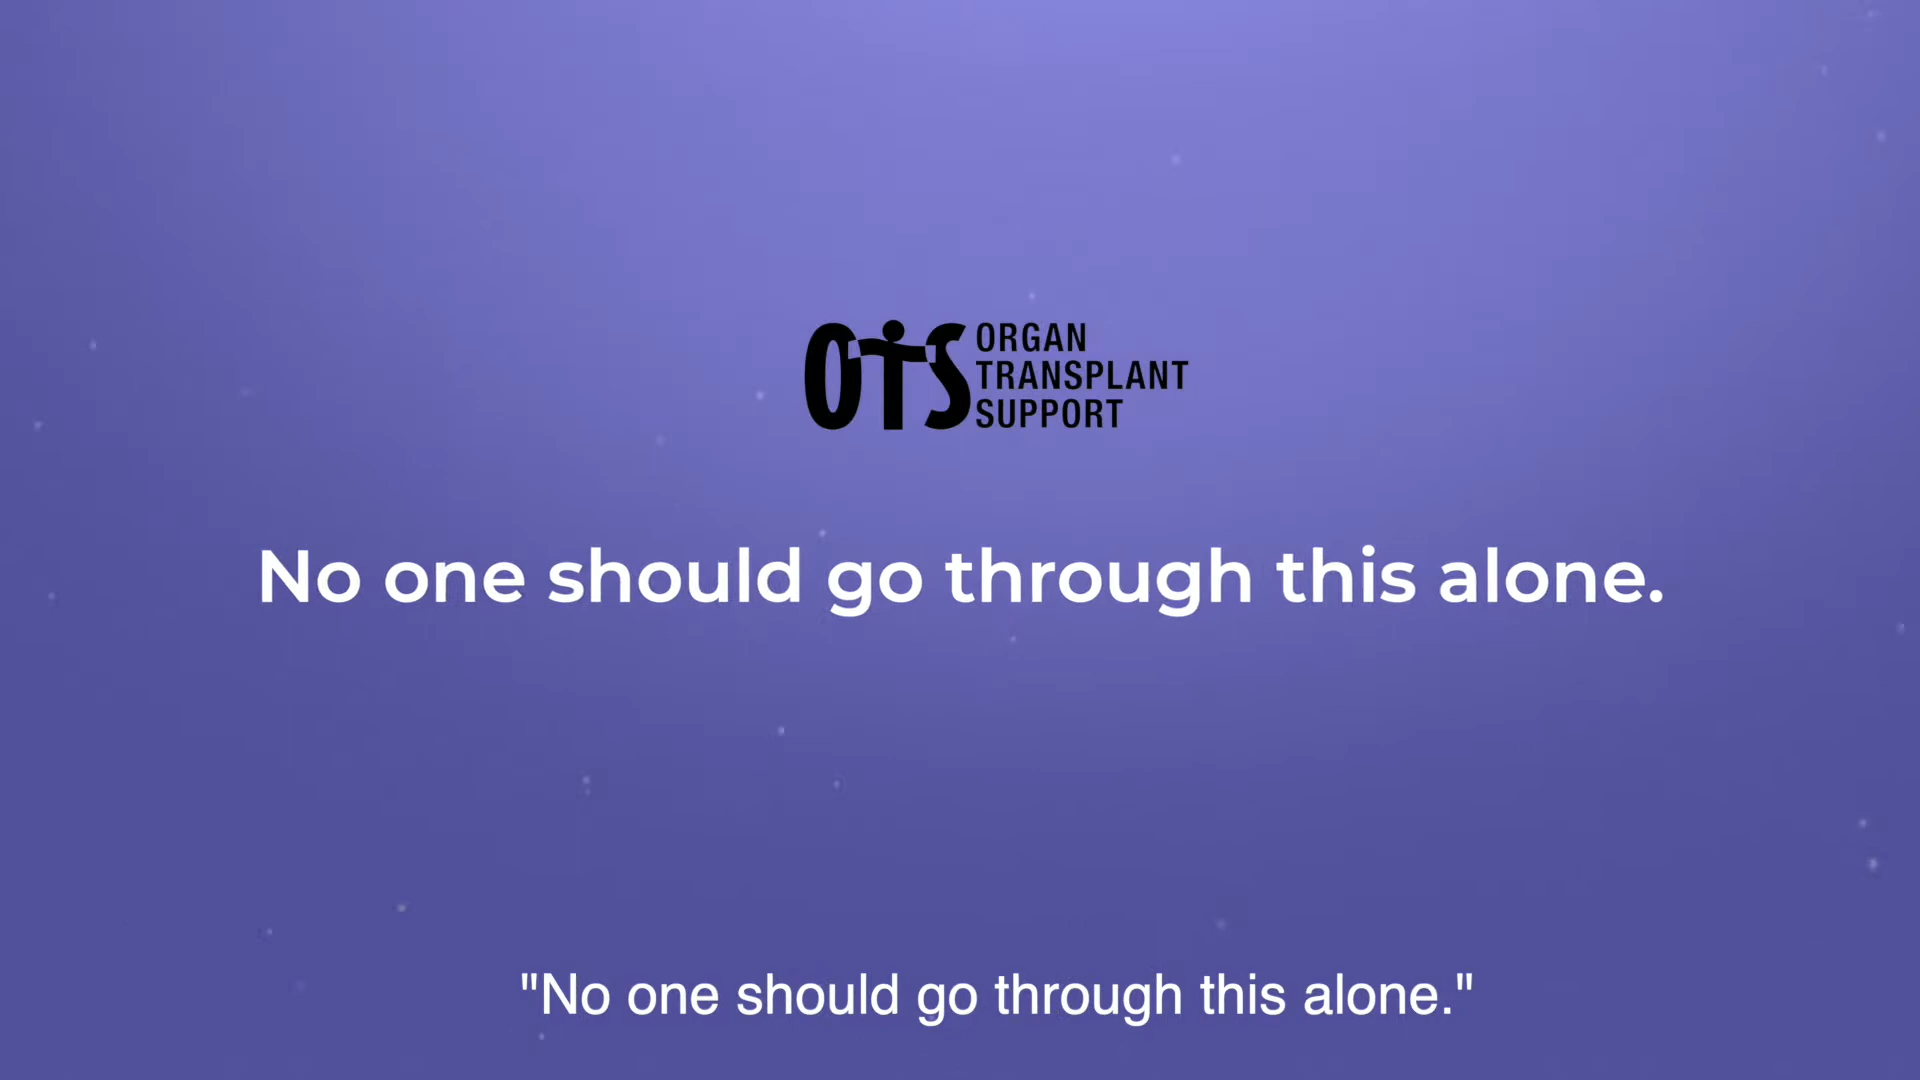 OTS
ORGAN
TRANSPLANT
SUPPORT
No one should go through this alone.
"No one should go through this alone."